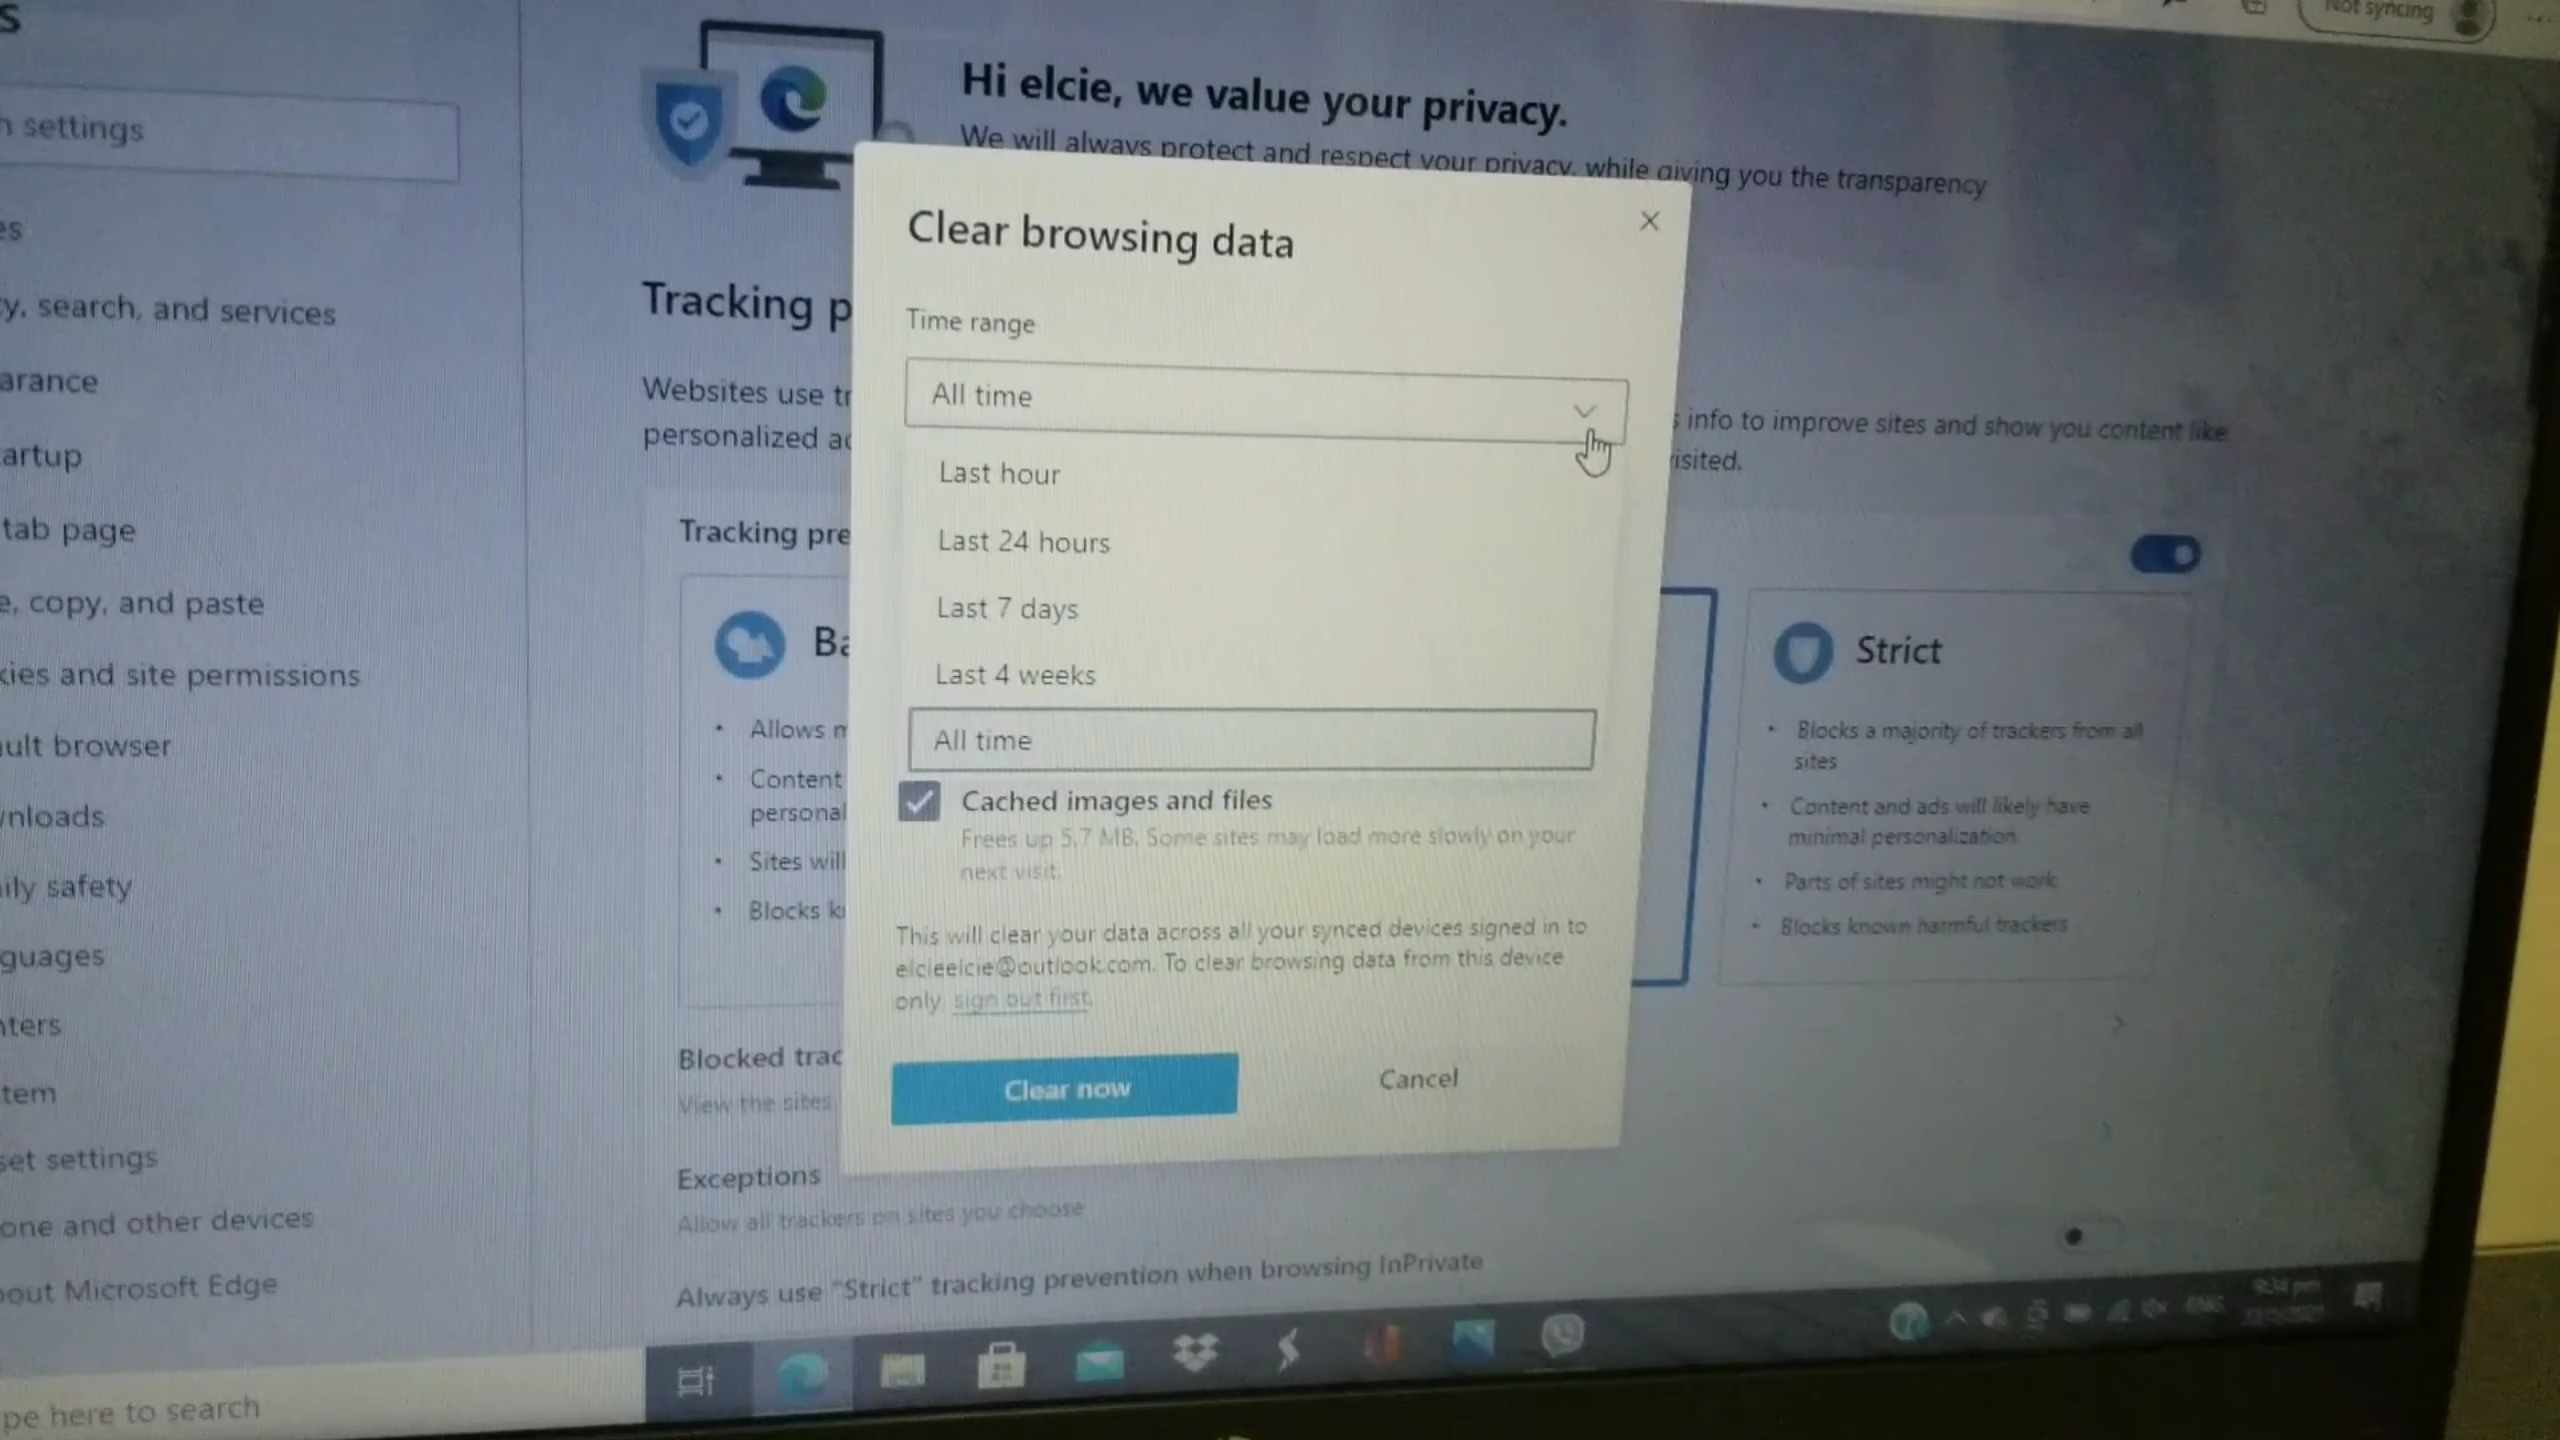 s
Not syncing
Hi elcie, we value your privacy.
We will always protect and respect your privacy, while giving you the transparency
h settings
es
y, search, and services
arance
artup
tab page
e, copy, and paste
kies and site permissions
ault browser
wnloads
ily safety
guages
nters
tem
set settings
one and other devices
bout Microsoft Edge
Tracking p
Websites use tr
personalized ad
s info to improve sites and show you content like
isited.
Tracking pre
Ba
Allows m
Content
personal
Sites will
Blocks k
Strict
Blocks a majority of trackers from all
sites
Content and ads will likely have
minimal personalization
Parts of sites might not work
Blocks known harmful trackers
Clear browsing data
Time range
All time
Last hour
Last 24 hours
Last 7 days
Last 4 weeks
All time
Cached images and files
Frees up 5.7 MB. Some sites may load more slowly on your
next visit.
This will clear your data across all your synced devices signed in to
elcieelcie@outlook.com. To clear browsing data from this device
only, sign out first.
Clear now
Cancel
Blocked trac
View the sites
Exceptions
Allow all trackers on sites you choose
Always use "Strict" tracking prevention when browsing InPrivate
pe here to search
ENG
9:34 pm